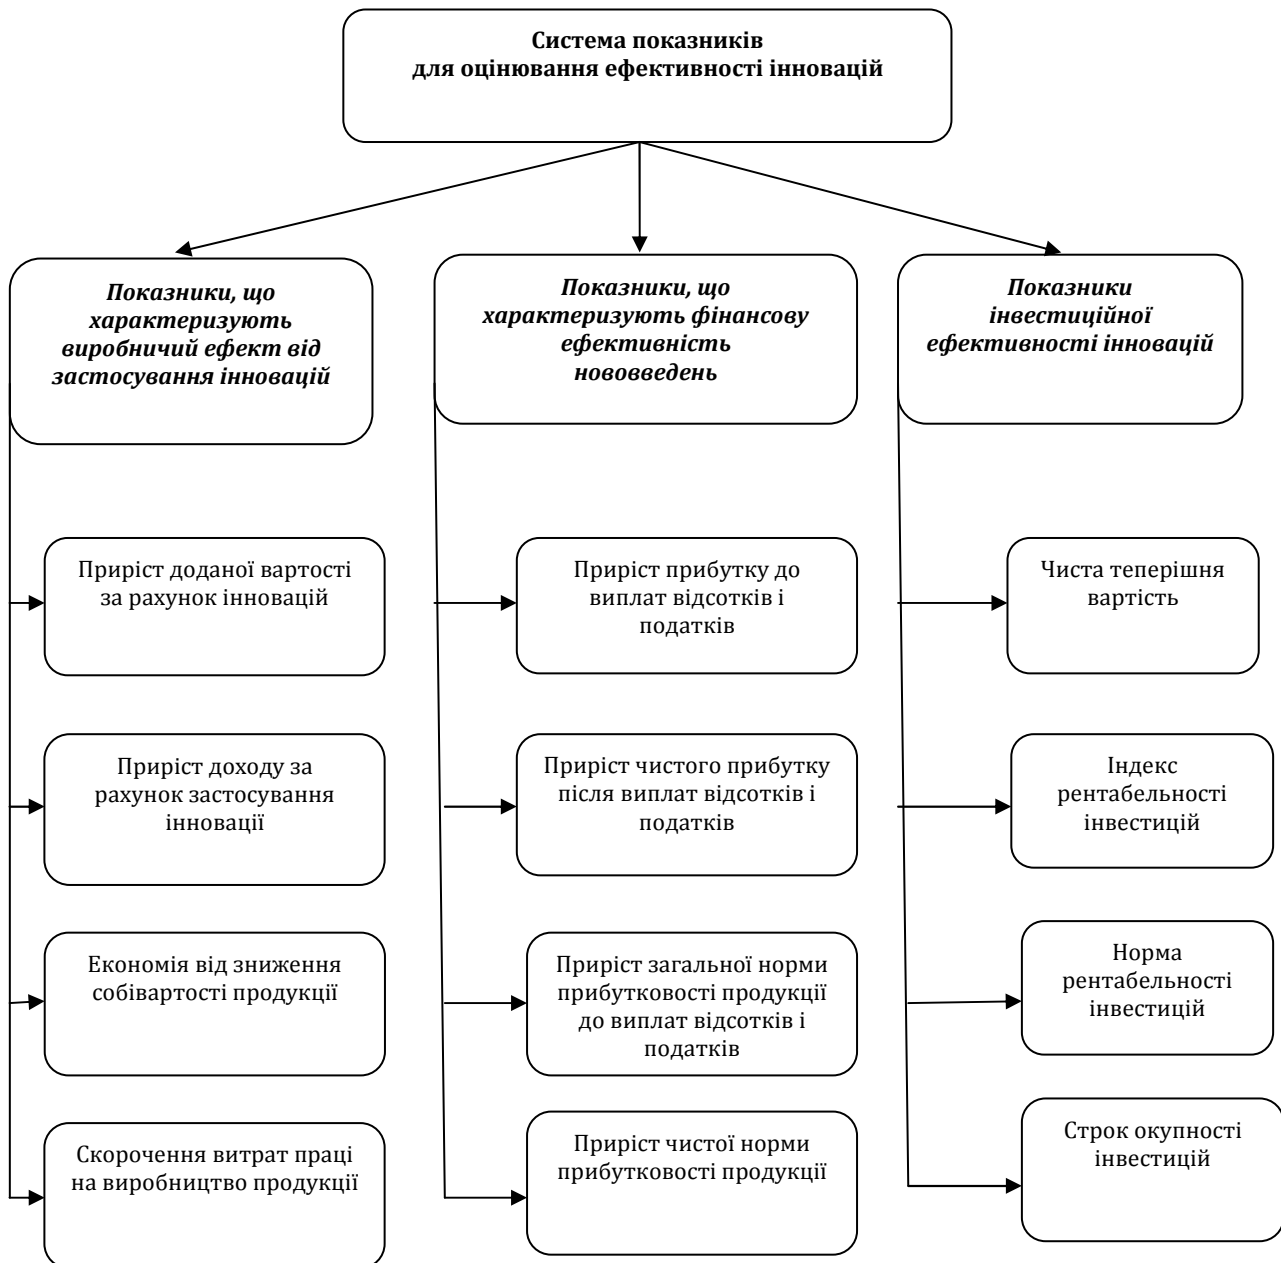 Система показників
для оцінювання ефективності інновацій
Показники, що
характеризують
виробничий ефект від
застосування інновацій
Показники, що
характеризують фінансову
ефективність
нововведень
Показники
інвестиційної
ефективності інновацій
Приріст доданої вартості
за рахунок інновацій
Приріст прибутку до
виплат відсотків і
податків
Чиста теперішня
вартість
Приріст доходу за
рахунок застосування
інновації
Приріст чистого прибутку
після виплат відсотків і
податків
Індекс
рентабельності
інвестицій
Економія від зниження
собівартості продукції
Приріст загальної норми
прибутковості продукції
до виплат відсотків і
податків
Норма
рентабельності
інвестицій
Скорочення витрат праці
на виробництво продукції
Приріст чистої норми
прибутковості продукції
Строк окупності
інвестицій